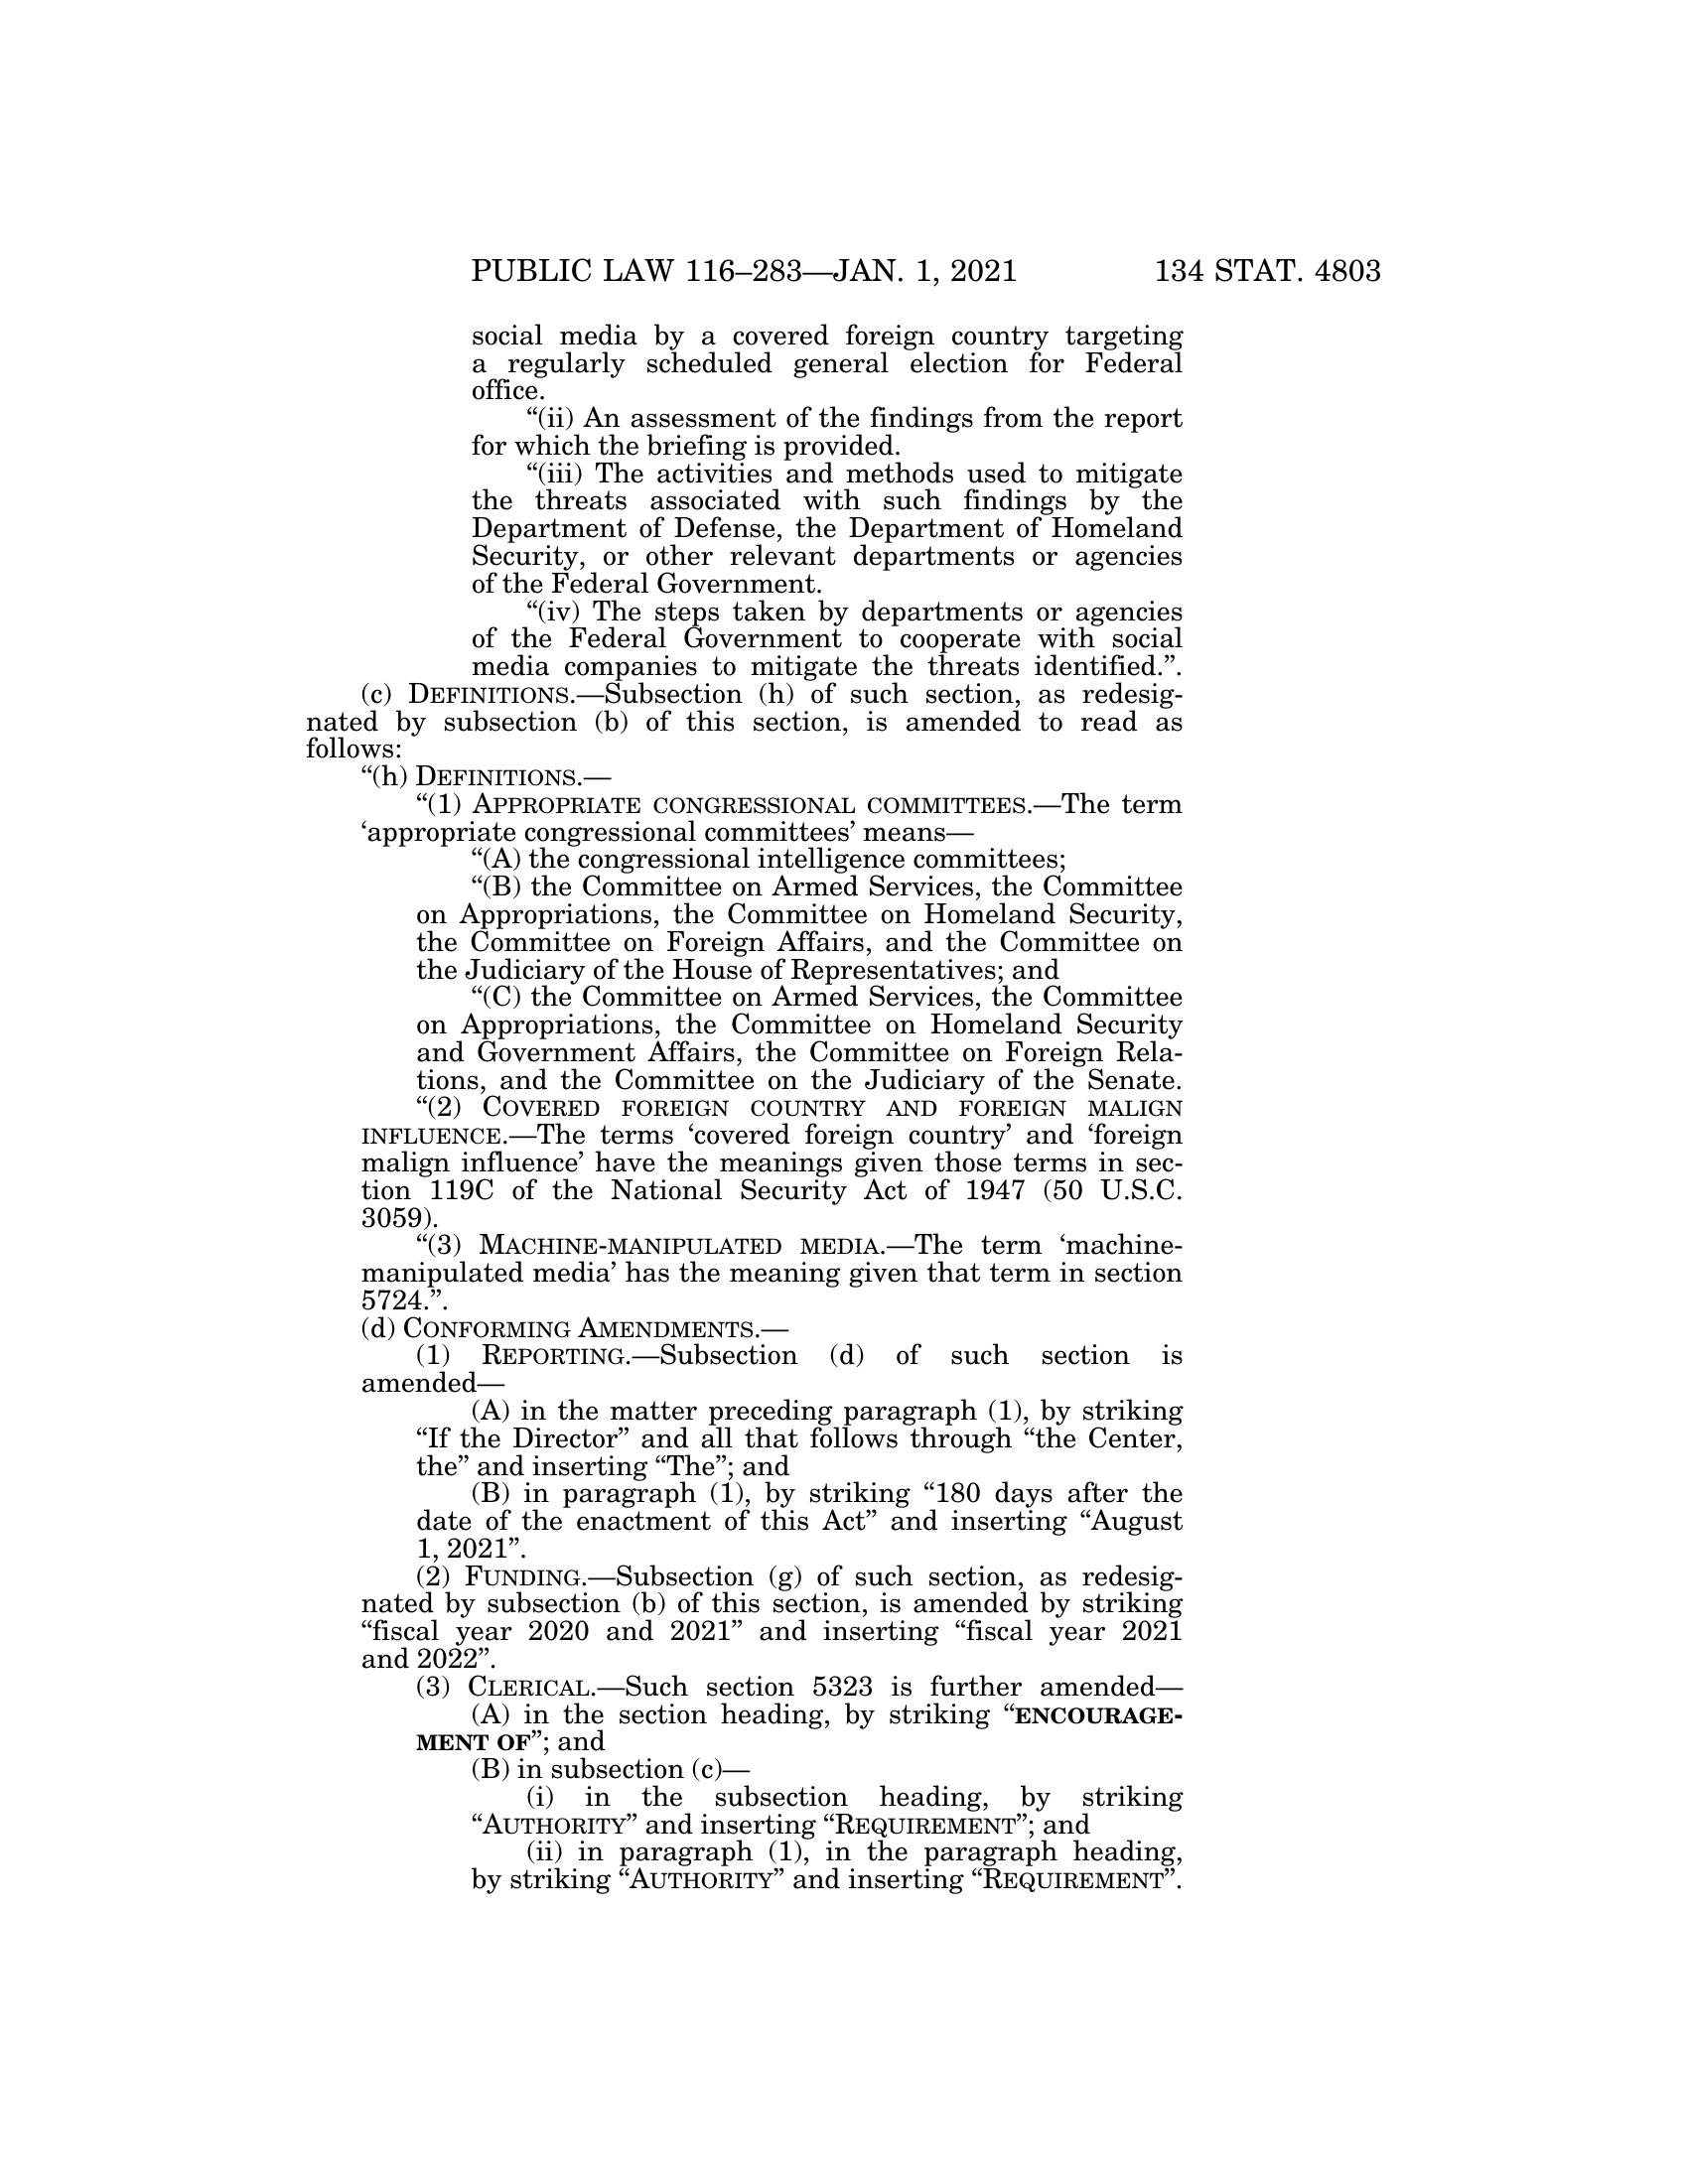 PUBLIC LAW 116–283—JAN. 1, 2021 134 STAT. 4803
social media by a covered foreign country targeting
a regularly scheduled general election for Federal
office.
“(ii) An assessment of the findings from the report
for which the briefing is provided.
“(iii) The activities and methods used to mitigate
the threats associated with such findings by the
Department of Defense, the Department of Homeland
Security, or other relevant departments or agencies
of the Federal Government.
“(iv) The steps taken by departments or agencies
of the Federal Government to cooperate with social
media companies to mitigate the threats identified.”.
(c) DEFINITIONS.—Subsection (h) of such section, as redesig-
nated by subsection (b) of this section, is amended to read as
follows:
“(h) DEFINITIONS.—
“(1) APPROPRIATE CONGRESSIONAL COMMITTEES.—The term
‘appropriate congressional committees’ means—
“(A) the congressional intelligence committees;
“(B) the Committee on Armed Services, the Committee
on Appropriations, the Committee on Homeland Security,
the Committee on Foreign Affairs, and the Committee on
the Judiciary of the House of Representatives; and
“(C) the Committee on Armed Services, the Committee
on Appropriations, the Committee on Homeland Security
and Government Affairs, the Committee on Foreign Rela-
tions, and the Committee on the Judiciary of the Senate.
“(2) COVERED FOREIGN COUNTRY AND FOREIGN MALIGN
INFLUENCE.—The terms ‘covered foreign country’ and ‘foreign
malign influence’ have the meanings given those terms in sec-
tion 119C of the National Security Act of 1947 (50 U.S.C.
3059).
“(3) MACHINE-MANIPULATED MEDIA.—The term ‘machine-
manipulated media’ has the meaning given that term in section
5724.”.
(d) CONFORMING AMENDMENTS.—
(1) REPORTING.—Subsection (d) of such section is
amended—
(A) in the matter preceding paragraph (1), by striking
“If the Director” and all that follows through “the Center,
the” and inserting “The”; and
(B) in paragraph (1), by striking “180 days after the
date of the enactment of this Act” and inserting “August
1, 2021”.
(2) FUNDING.—Subsection (g) of such section, as redesig-
nated by subsection (b) of this section, is amended by striking
“fiscal year 2020 and 2021” and inserting “fiscal year 2021
and 2022”.
(3) CLERICAL.—Such section 5323 is further amended—
(A) in the section heading, by striking “ENCOURAGE-
MENT OF”; and
(B) in subsection (c)—
(i) in the subsection heading, by striking
“AUTHORITY” and inserting “REQUIREMENT”; and
(ii) in paragraph (1), in the paragraph heading,
by striking “AUTHORITY” and inserting “REQUIREMENT”.